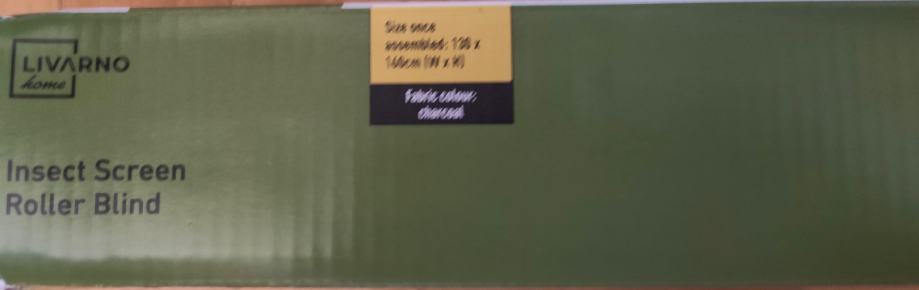 LIVARNO
home
Insect Screen
Roller Blind
Size once
assembled: 130 x
160cm (W x H)
Fabric colour:
charcoal